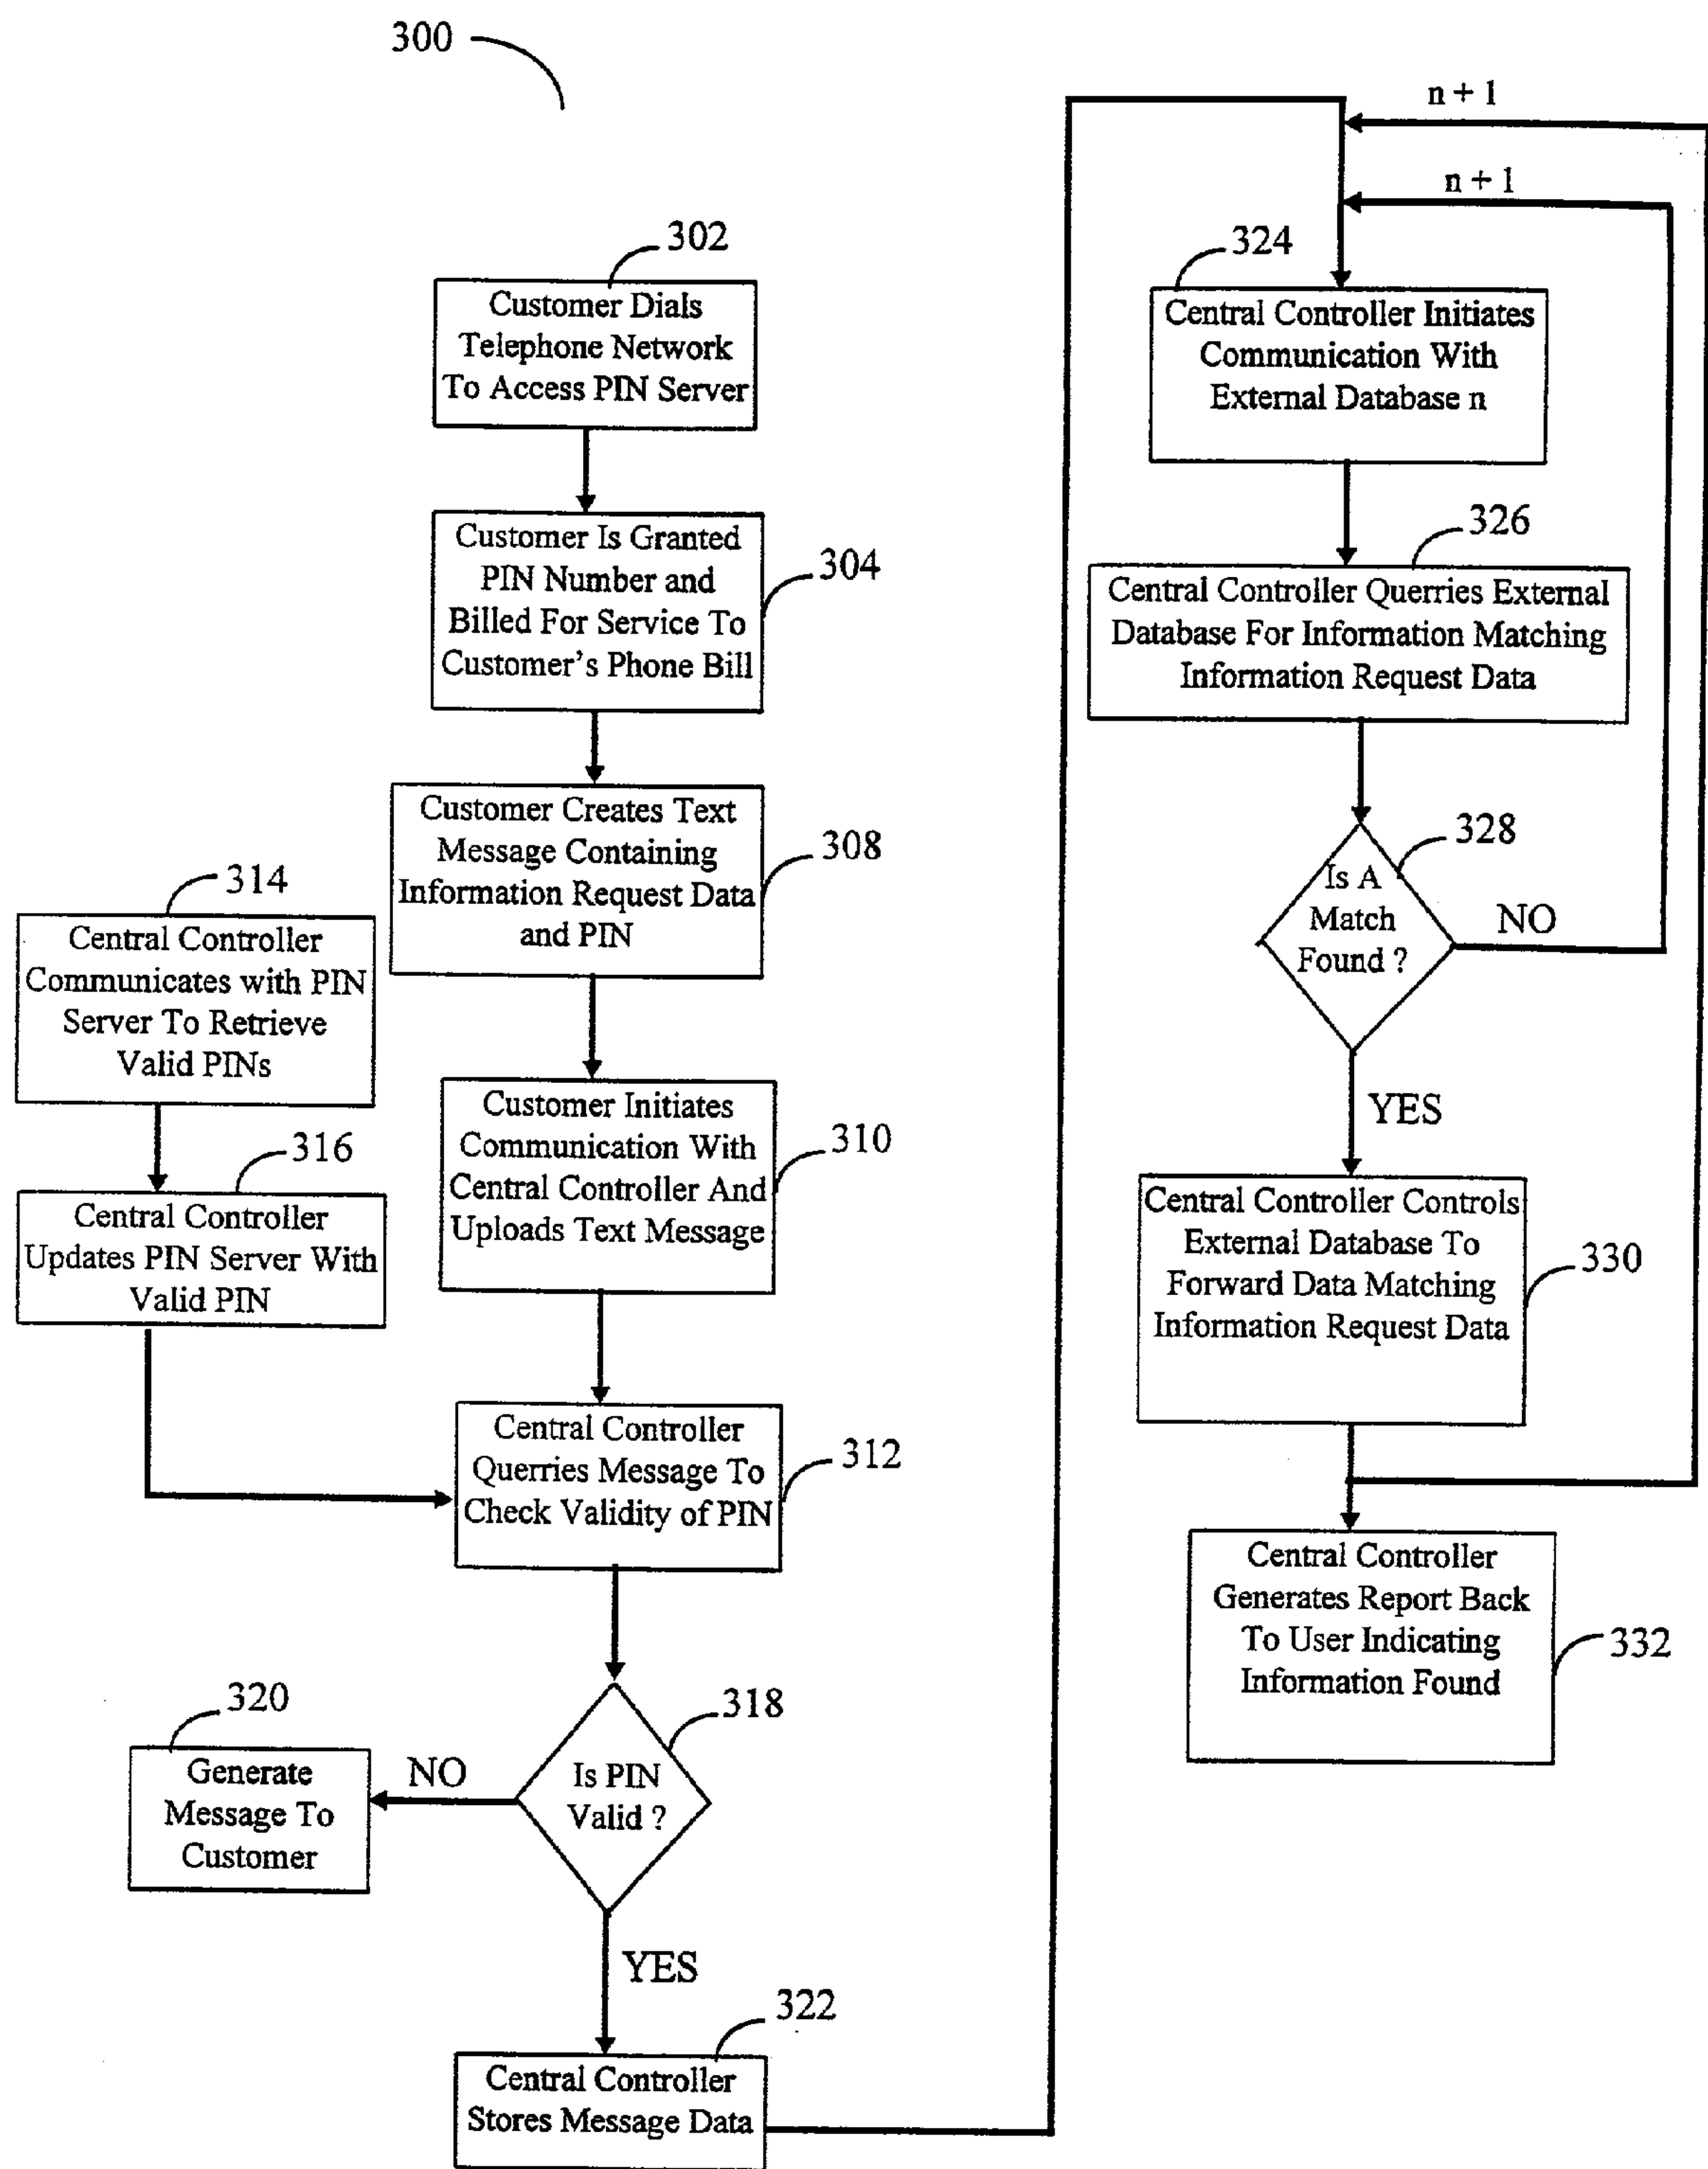 300
302
Customer Dials
Telephone Network
To Access PIN Server
Customer Is Granted
PIN Number and
Billed For Service To
Customer's Phone Bill
304
Customer Creates Text
Message Containing
Information Request Data
and PIN
308
314
Central Controller
Communicates with PIN
Server To Retrieve
Valid PINs
316
Central Controller
Updates PIN Server With
Valid PIN
Customer Initiates
Communication With
Central Controller And
Uploads Text Message
310
Central Controller
Querries Message To
Check Validity of PIN
312
318
Is PIN
Valid ?
NO
320
Generate
Message To
Customer
YES
322
Central Controller
Stores Message Data
n + 1
n + 1
324
Central Controller Initiates
Communication With
External Database n
326
Central Controller Querries External
Database For Information Matching
Information Request Data
328
Is A
Match
Found ?
NO
YES
Central Controller Controls
External Database To
Forward Data Matching
Information Request Data
330
Central Controller
Generates Report Back
To User Indicating
Information Found
332